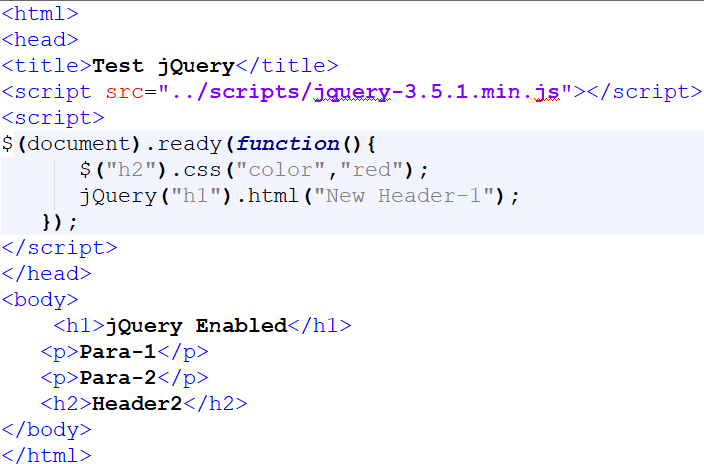 <html>
<head>
<title>Test jQuery</title>
<script src="../scripts/jquery-3.5.1.min.js"></script>
<script>
$(document).ready(function(){
      $("h2").css("color","red");
      jQuery("h1").html("New Header-1");
   });
</script>
</head>
<body>
    <h1>jQuery Enabled</h1>
   <p>Para-1</p>
   <p>Para-2</p>
   <h2>Header2</h2>
</body>
</html>